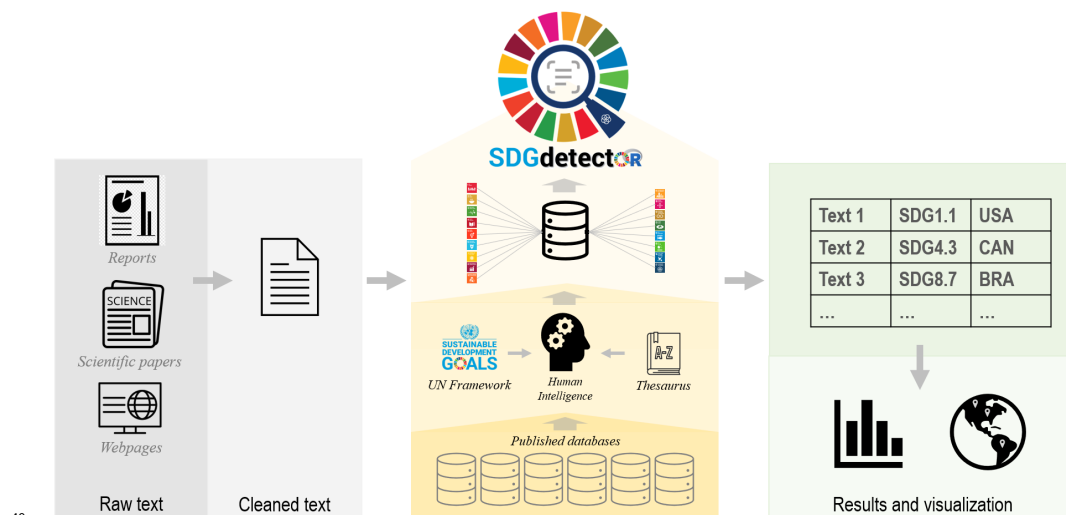 SDGdetectoR
Reports
SCIENCE
Scientific papers
Webpages
Raw text
Cleaned text
SUSTAINABLE
DEVELOPMENT
GOALS
UN Framework
Human
Intelligence
A-Z
Thesaurus
Published databases
Text 1 SDG1.1 USA
Text 2 SDG4.3 CAN
Text 3 SDG8.7 BRA
... ... ...
Results and visualization